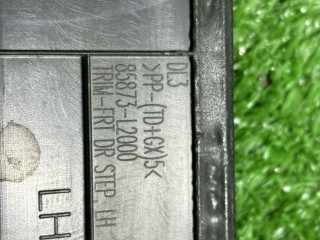 DL3
>PP-(TD+GX)5<
85873-L2000
TRIM-FRT DR STEP, LH
LH